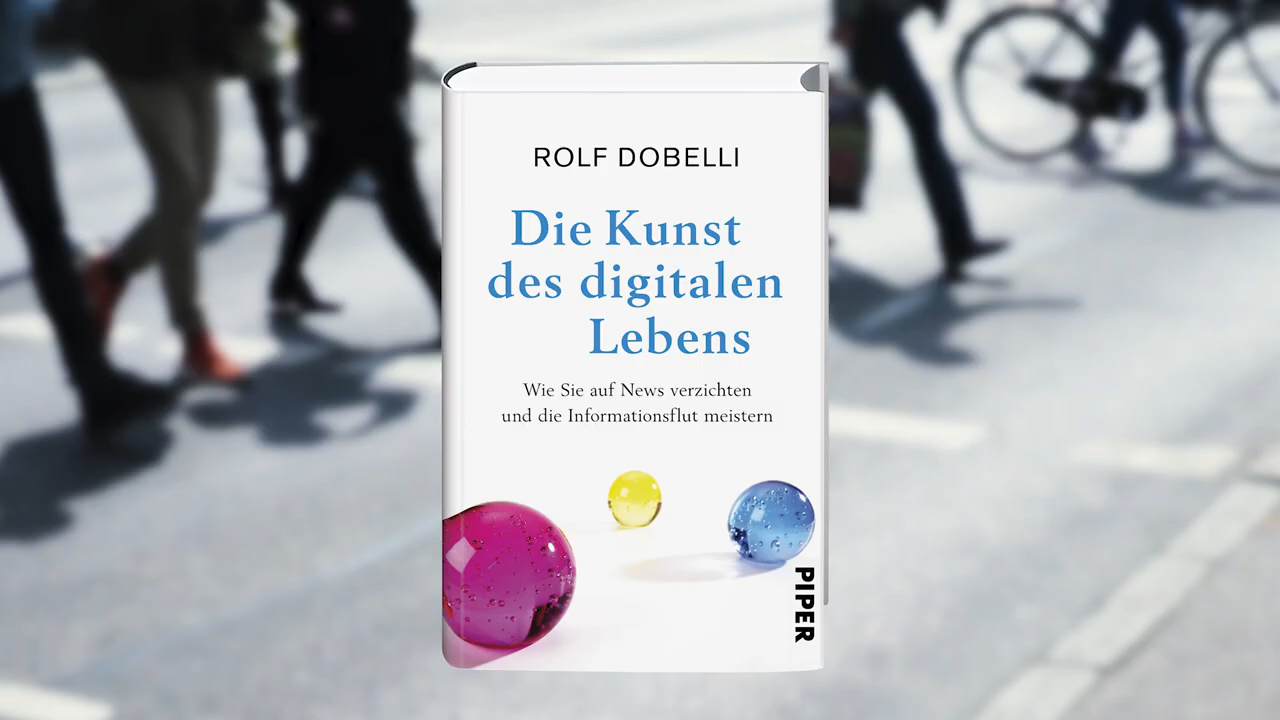 ROLF DOBELLI
Die Kunst
des digitalen
Lebens
Wie Sie auf News verzichten
und die Informationsflut meistern
PIPER